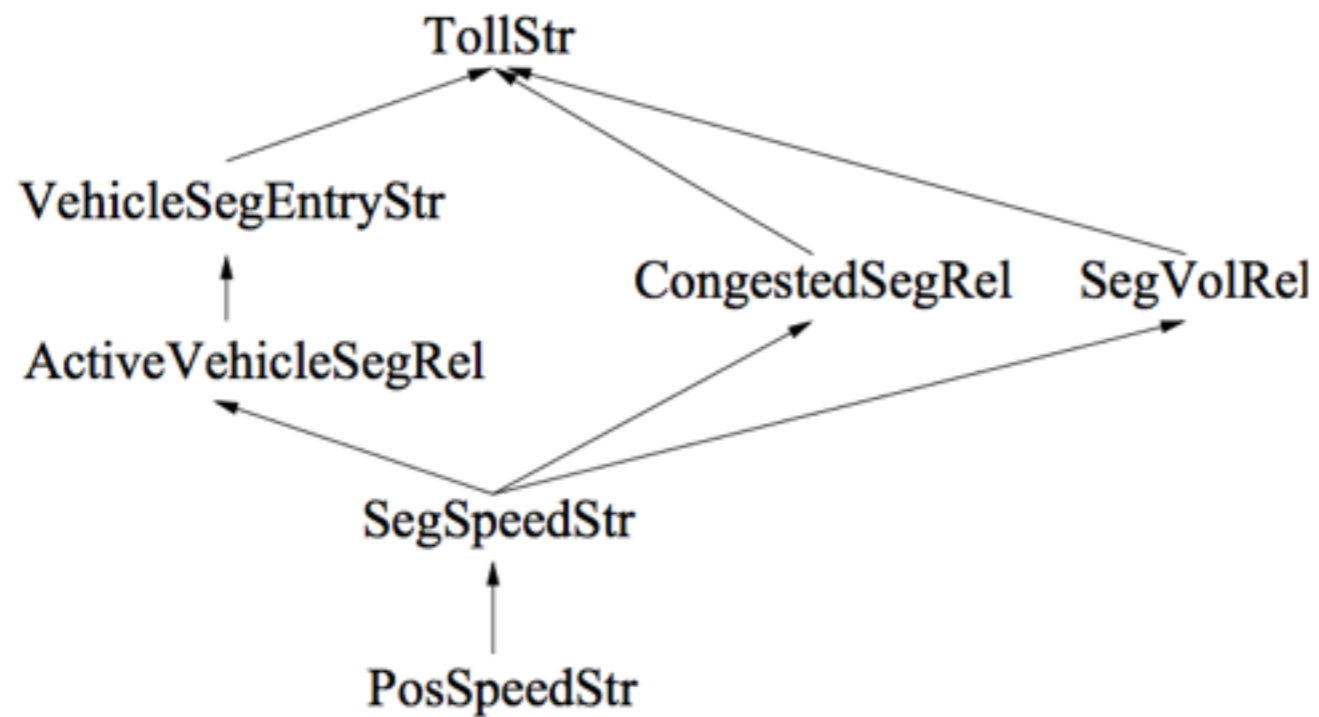 TollStr
VehicleSegEntryStr
CongestedSegRel SegVolRel
ActiveVehicleSegRel
SegSpeedStr
PosSpeedStr